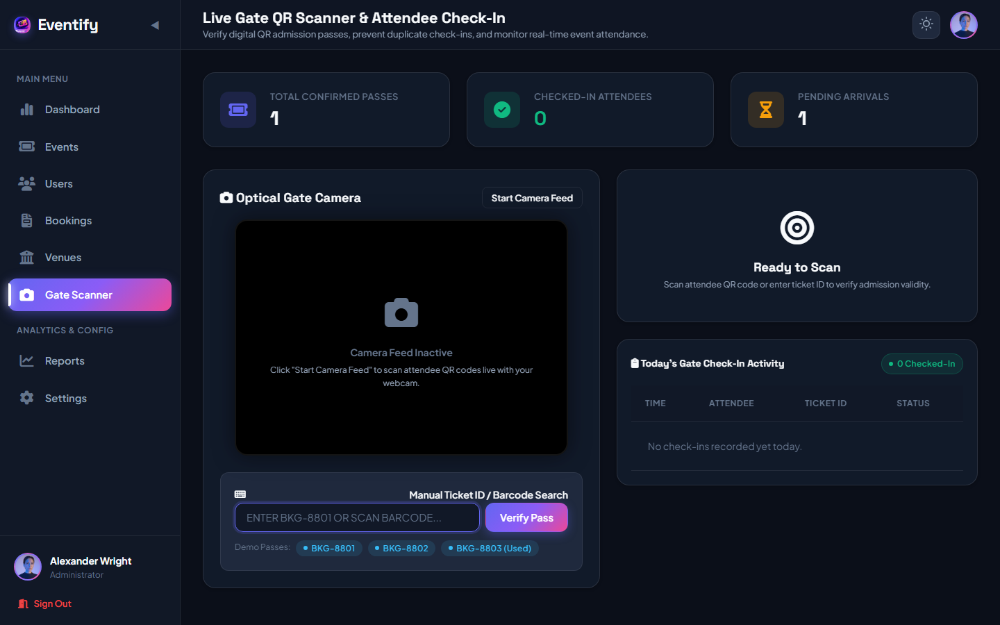 Eventify
Live Gate QR Scanner & Attendee Check-In
Verify digital QR admission passes, prevent duplicate check-ins, and monitor real-time event attendance.
MAIN MENU
Dashboard
Events
Users
Bookings
Venues
Gate Scanner
ANALYTICS & CONFIG
Reports
Settings
Alexander Wright
Administrator
Sign Out
TOTAL CONFIRMED PASSES
1
CHECKED-IN ATTENDEES
0
PENDING ARRIVALS
1
Optical Gate Camera
Start Camera Feed
Camera Feed Inactive
Click "Start Camera Feed" to scan attendee QR codes live with your
webcam.
Manual Ticket ID / Barcode Search
ENTER BKG-8801 OR SCAN BARCODE...
Verify Pass
Demo Passes:
BKG-8801
BKG-8802
BKG-8803 (Used)
Ready to Scan
Scan attendee QR code or enter ticket ID to verify admission validity.
Today's Gate Check-In Activity
0 Checked-In
TIME ATTENDEE TICKET ID STATUS
No check-ins recorded yet today.